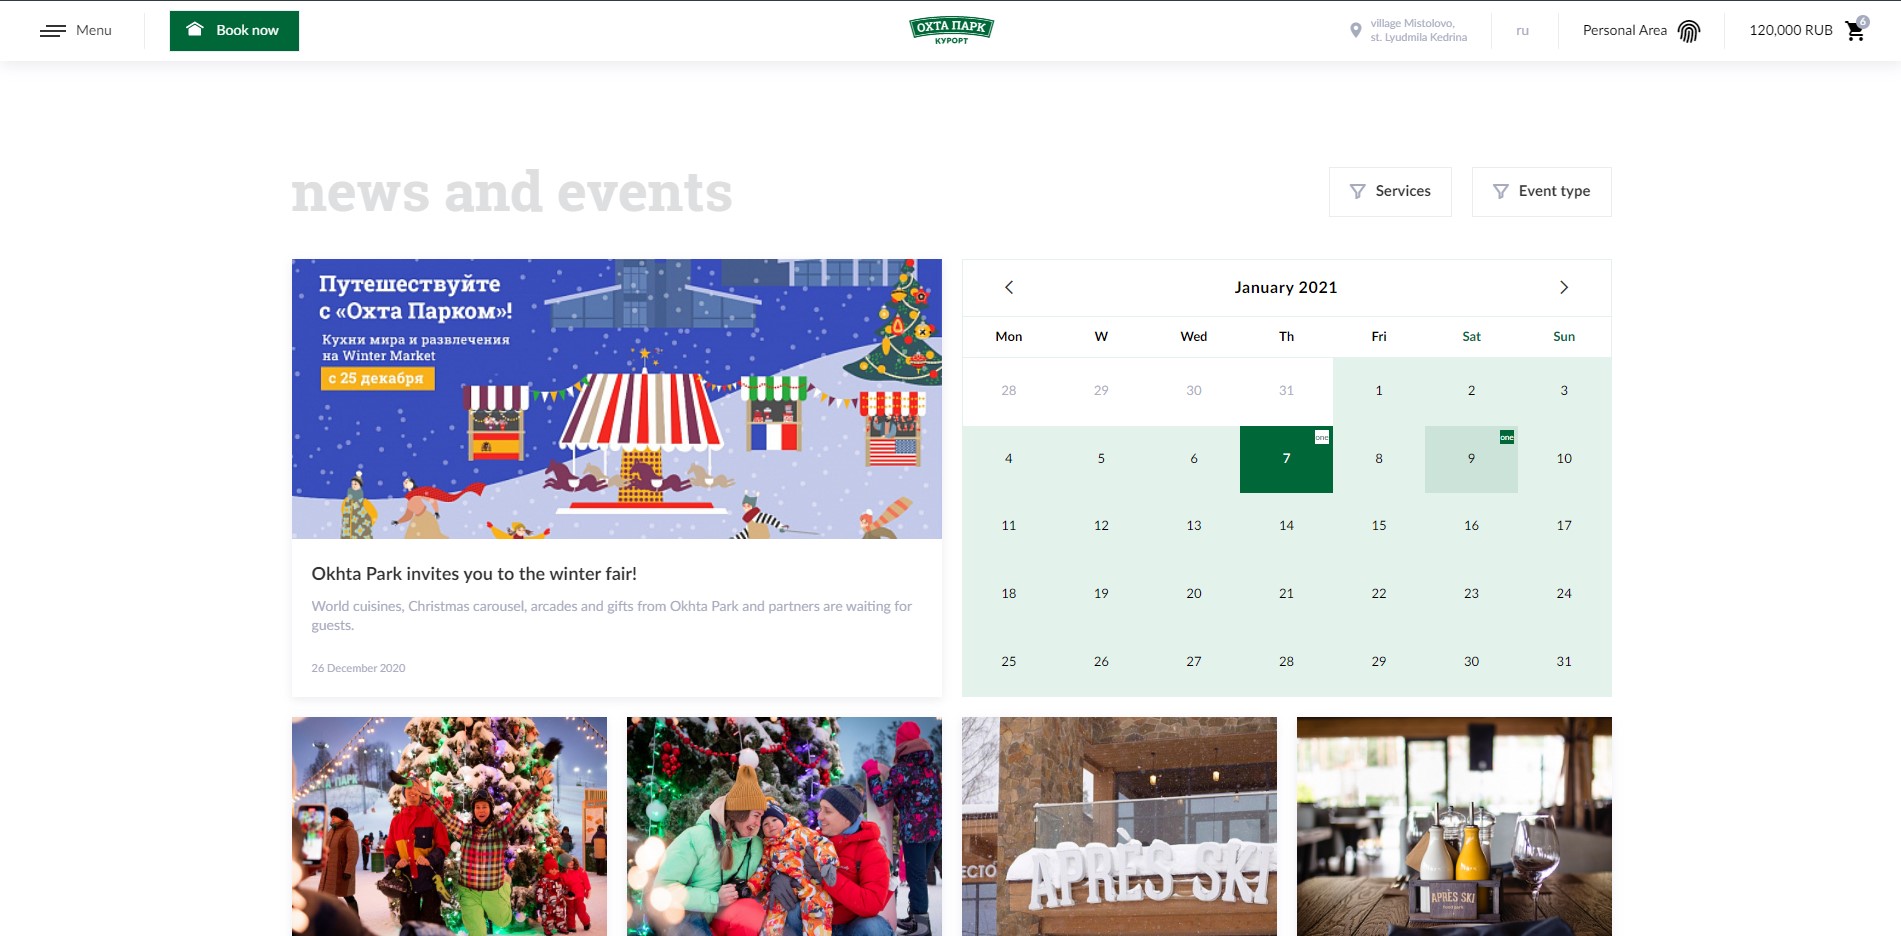 Menu
Book now
ОХТА ПАРК
КУРОРТ
village Mistolovo,
st. Lyudmila Kedrina
ru
Personal Area
120,000 RUB
6
news and events
Services
Event type
Путешествуйте
с «Охта Парком»!
Кухни мира и развлечения
на Winter Market
с 25 декабря
Okhta Park invites you to the winter fair!
World cuisines, Christmas carousel, arcades and gifts from Okhta Park and partners are waiting for
guests.
26 December 2020
January 2021
Mon W Wed Th Fri Sat Sun
28 29 30 31 1 2 3
4 5 6 7 one 8 9 one 10
11 12 13 14 15 16 17
18 19 20 21 22 23 24
25 26 27 28 29 30 31
ПАРК
ЕСТО
APRÈS SKI
APRÈS SKI